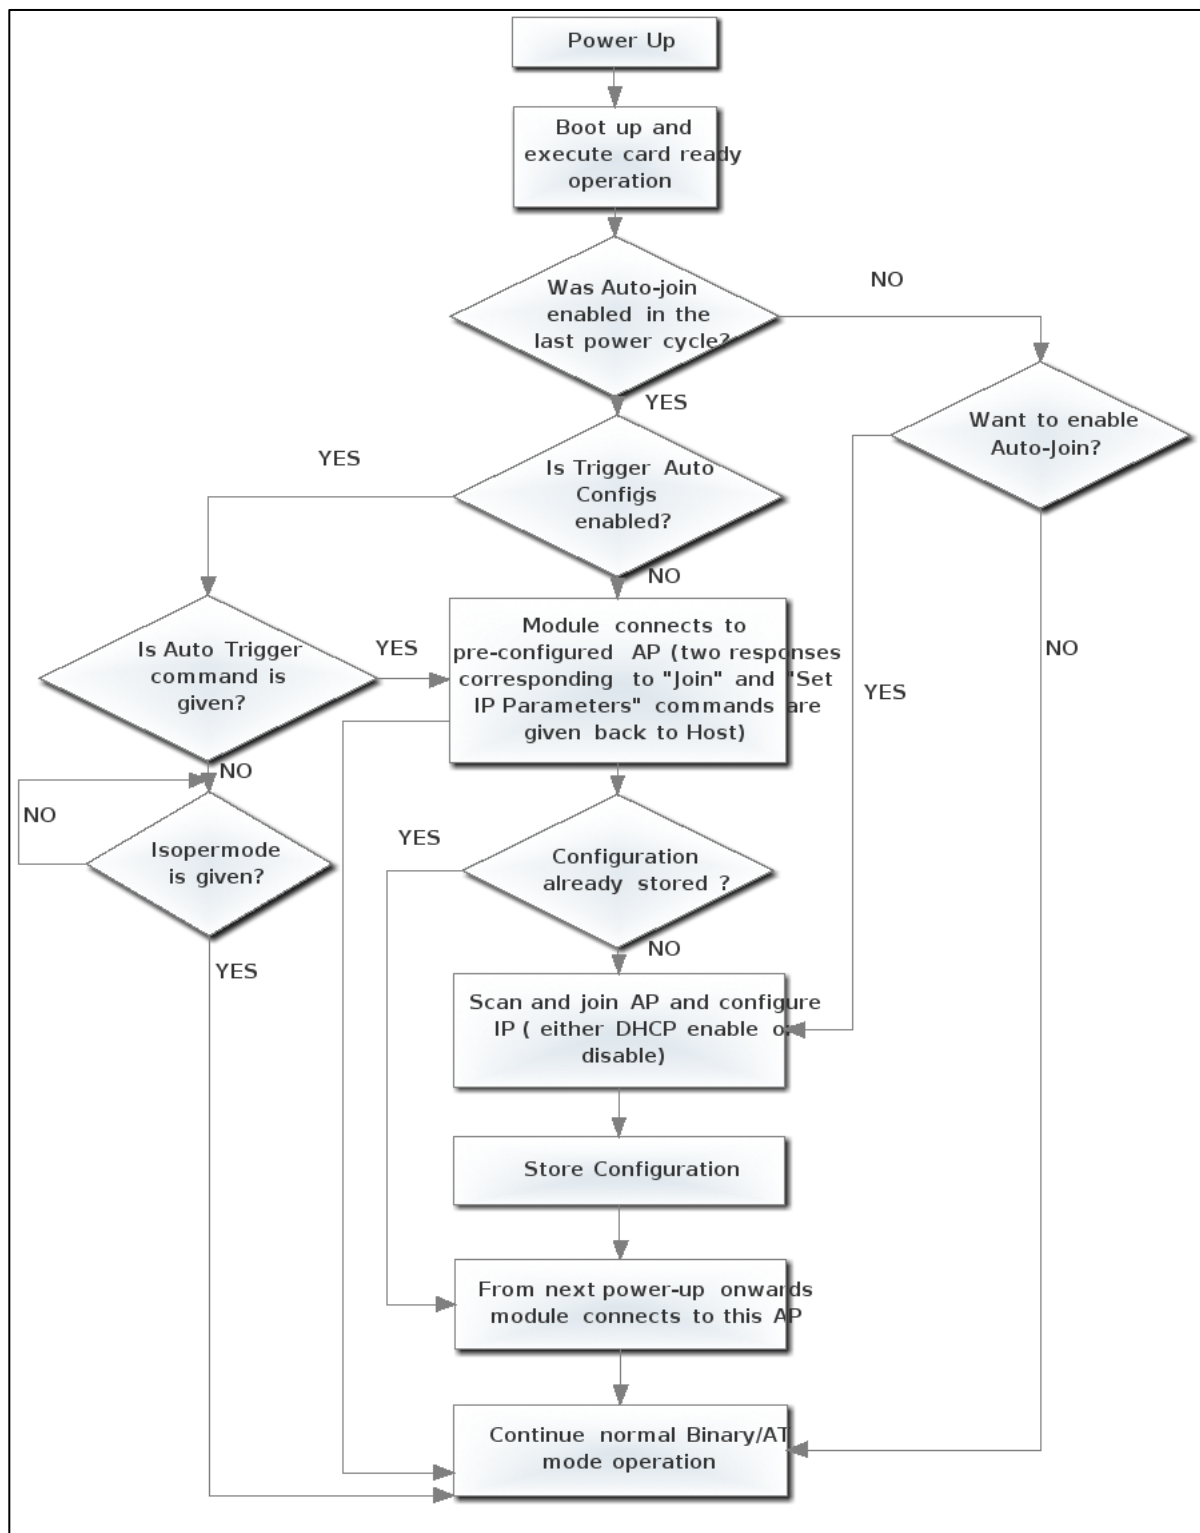 Power Up
Boot up and
execute card ready
operation
Was Auto-join
enabled in the
last power cycle?
NO
YES
Want to enable
Auto-Join?
YES
Is Trigger Auto
Configs
enabled?
NO
Is Auto Trigger
command is
given?
YES
Module connects to
pre-configured AP (two responses
corresponding to "Join" and "Set
IP Parameters" commands are
given back to Host)
NO
YES
NO
NO
Isopermode
is given?
YES
Configuration
already stored ?
YES
NO
Scan and join AP and configure
IP ( either DHCP enable or
disable)
Store Configuration
From next power-up onwards
module connects to this AP
Continue normal Binary/AT
mode operation